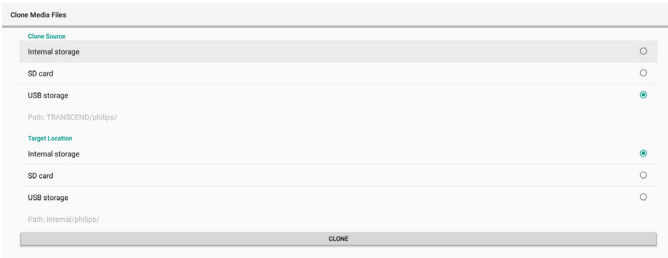 Clone Media Files
Clone Source
Internal storage
SD card
USB storage
Path: TRANSCEND/philips/
Target Location
Internal storage
SD card
USB storage
Path: Internal/philips/
CLONE